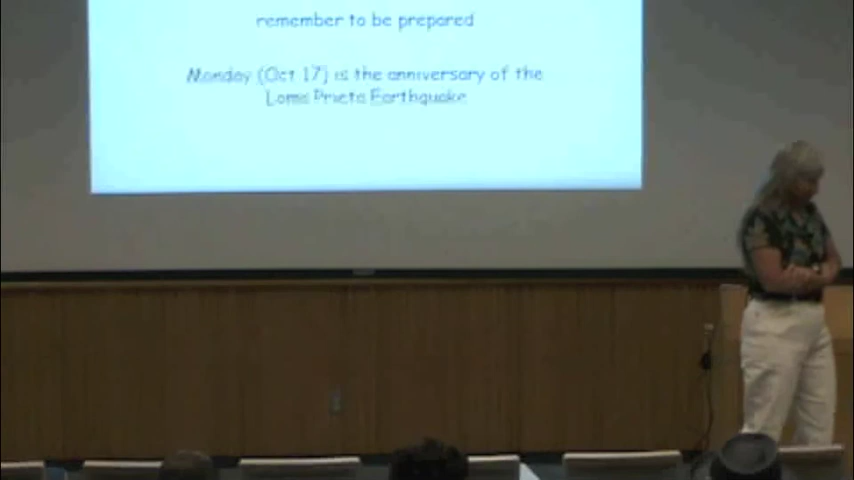 remember to be prepared
Monday (Oct 17) is the anniversary of the
Loma Prieta Earthquake